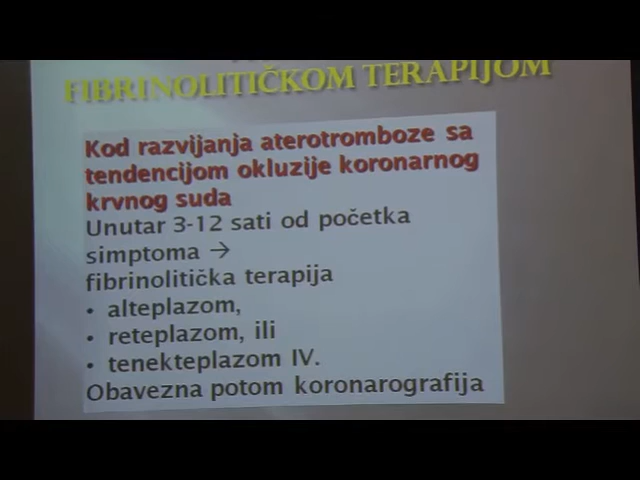 FIBRINOLITIČKOM TERAPIJOM
Kod razvijanja aterotromboze sa
tendencijom okluzije koronarnog
krvnog suda
Unutar 3-12 sati od početka
simptoma →
fibrinolitička terapija
• alteplazom,
• reteplazom, ili
• tenekteplazom IV.
Obavezna potom koronarografija